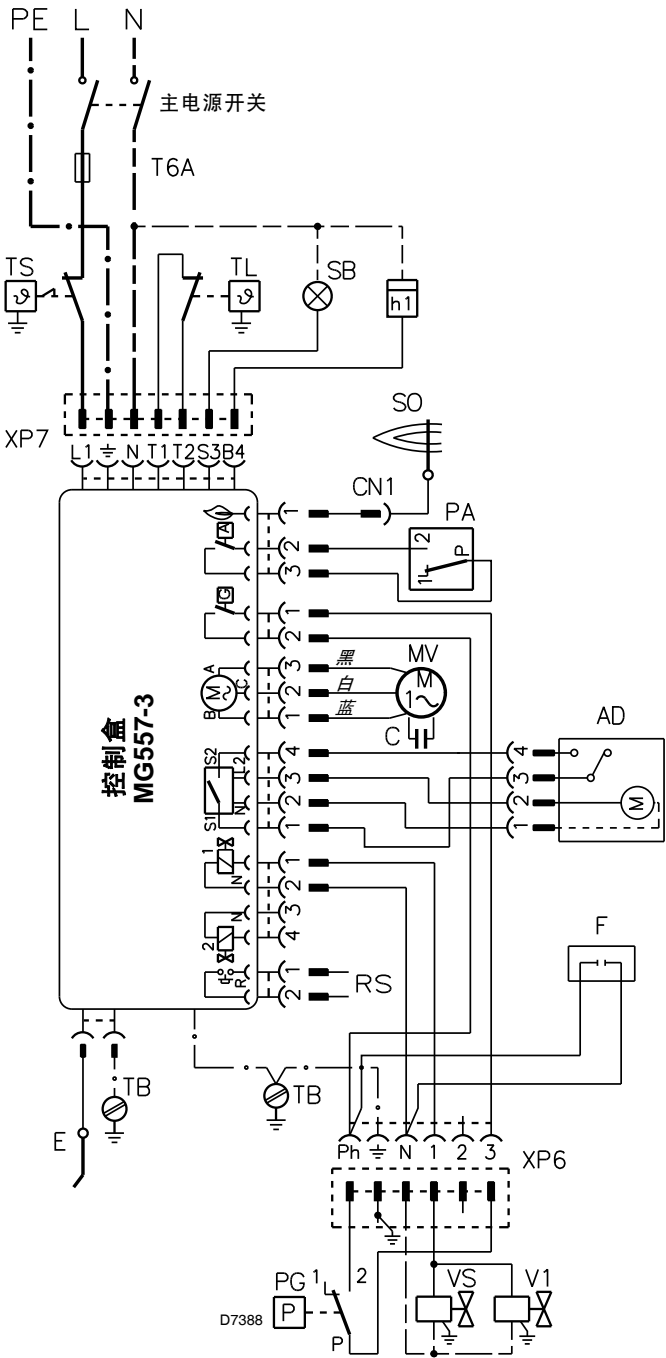 PE L N
主电源开关
T6A
TS TL SB
ϑ ϑ h1
XP7
L1 N T1 T2 S3 B4
SO
CN1
PA
1
A 2 2 P
3 1
G 1
2
A 3 黑 MV
M C 2 白 M
1
B 1 蓝
C
控制盒
MG557-3
AD
S2 L2 4 4
3 3
N 2 2 M
S1 1 1
1 1
N 2
N 3
2 4
F
1 RS
R 2
TB TB
E
Ph N 1 2 3
XP6
PG 1 2 VS V1
P
D7388
P